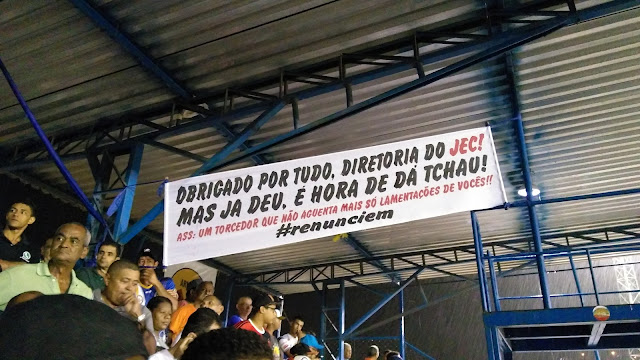 OBRIGADO POR TUDO, DIRETORIA DO JEC!
MAS JA DEU, É HORA DE DÁ TCHAU!
ASS: UM TORCEDOR QUE NÃO AGUENTA MAIS SÓ LAMENTAÇÕES DE VOCÊS!!
#renunciem